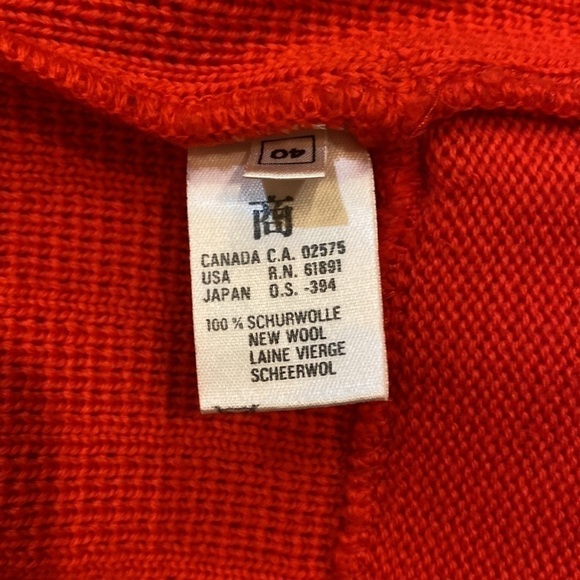 40
商
CANADA C.A. 02575
USA R.N. 61891
JAPAN O.S. -394
100 % SCHURWOLLE
NEW WOOL
LAINE VIERGE
SCHEERWOL